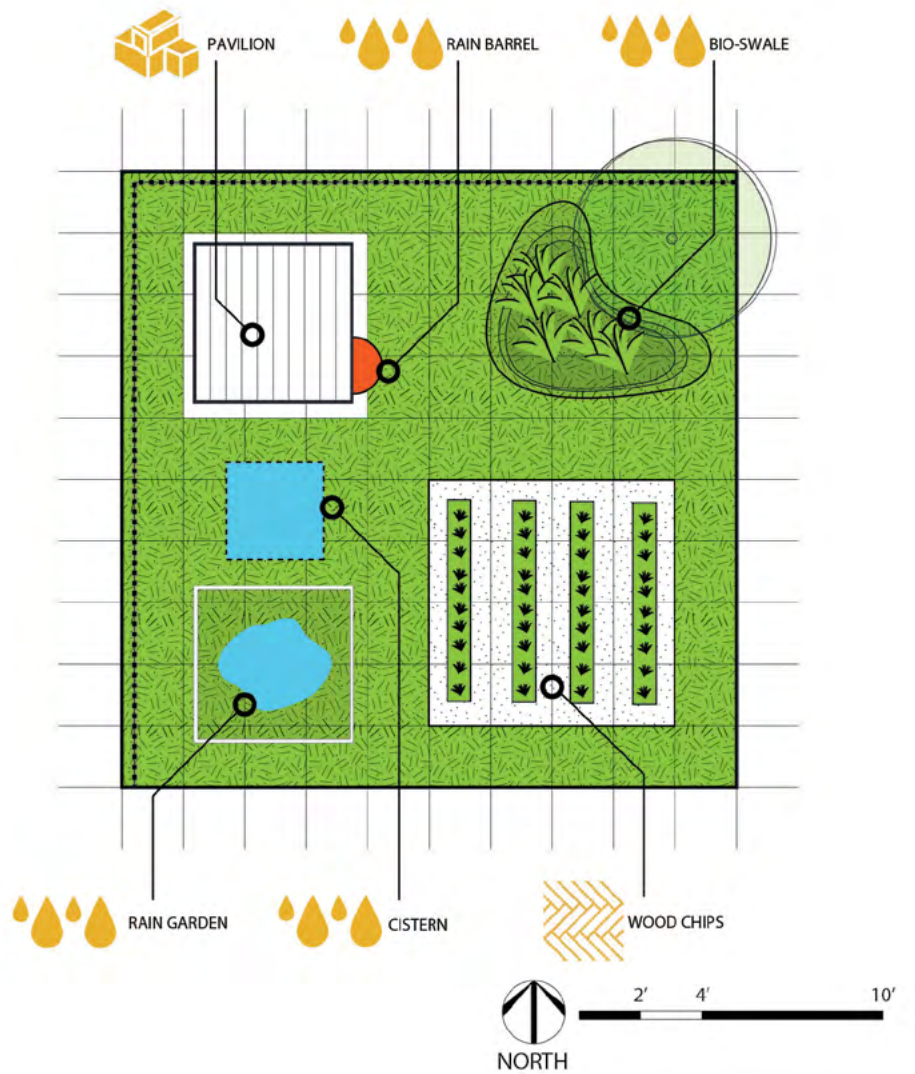 PAVILION
RAIN BARREL
BIO-SWALE
RAIN GARDEN
CISTERN
WOOD CHIPS
2'
4'
10'
NORTH